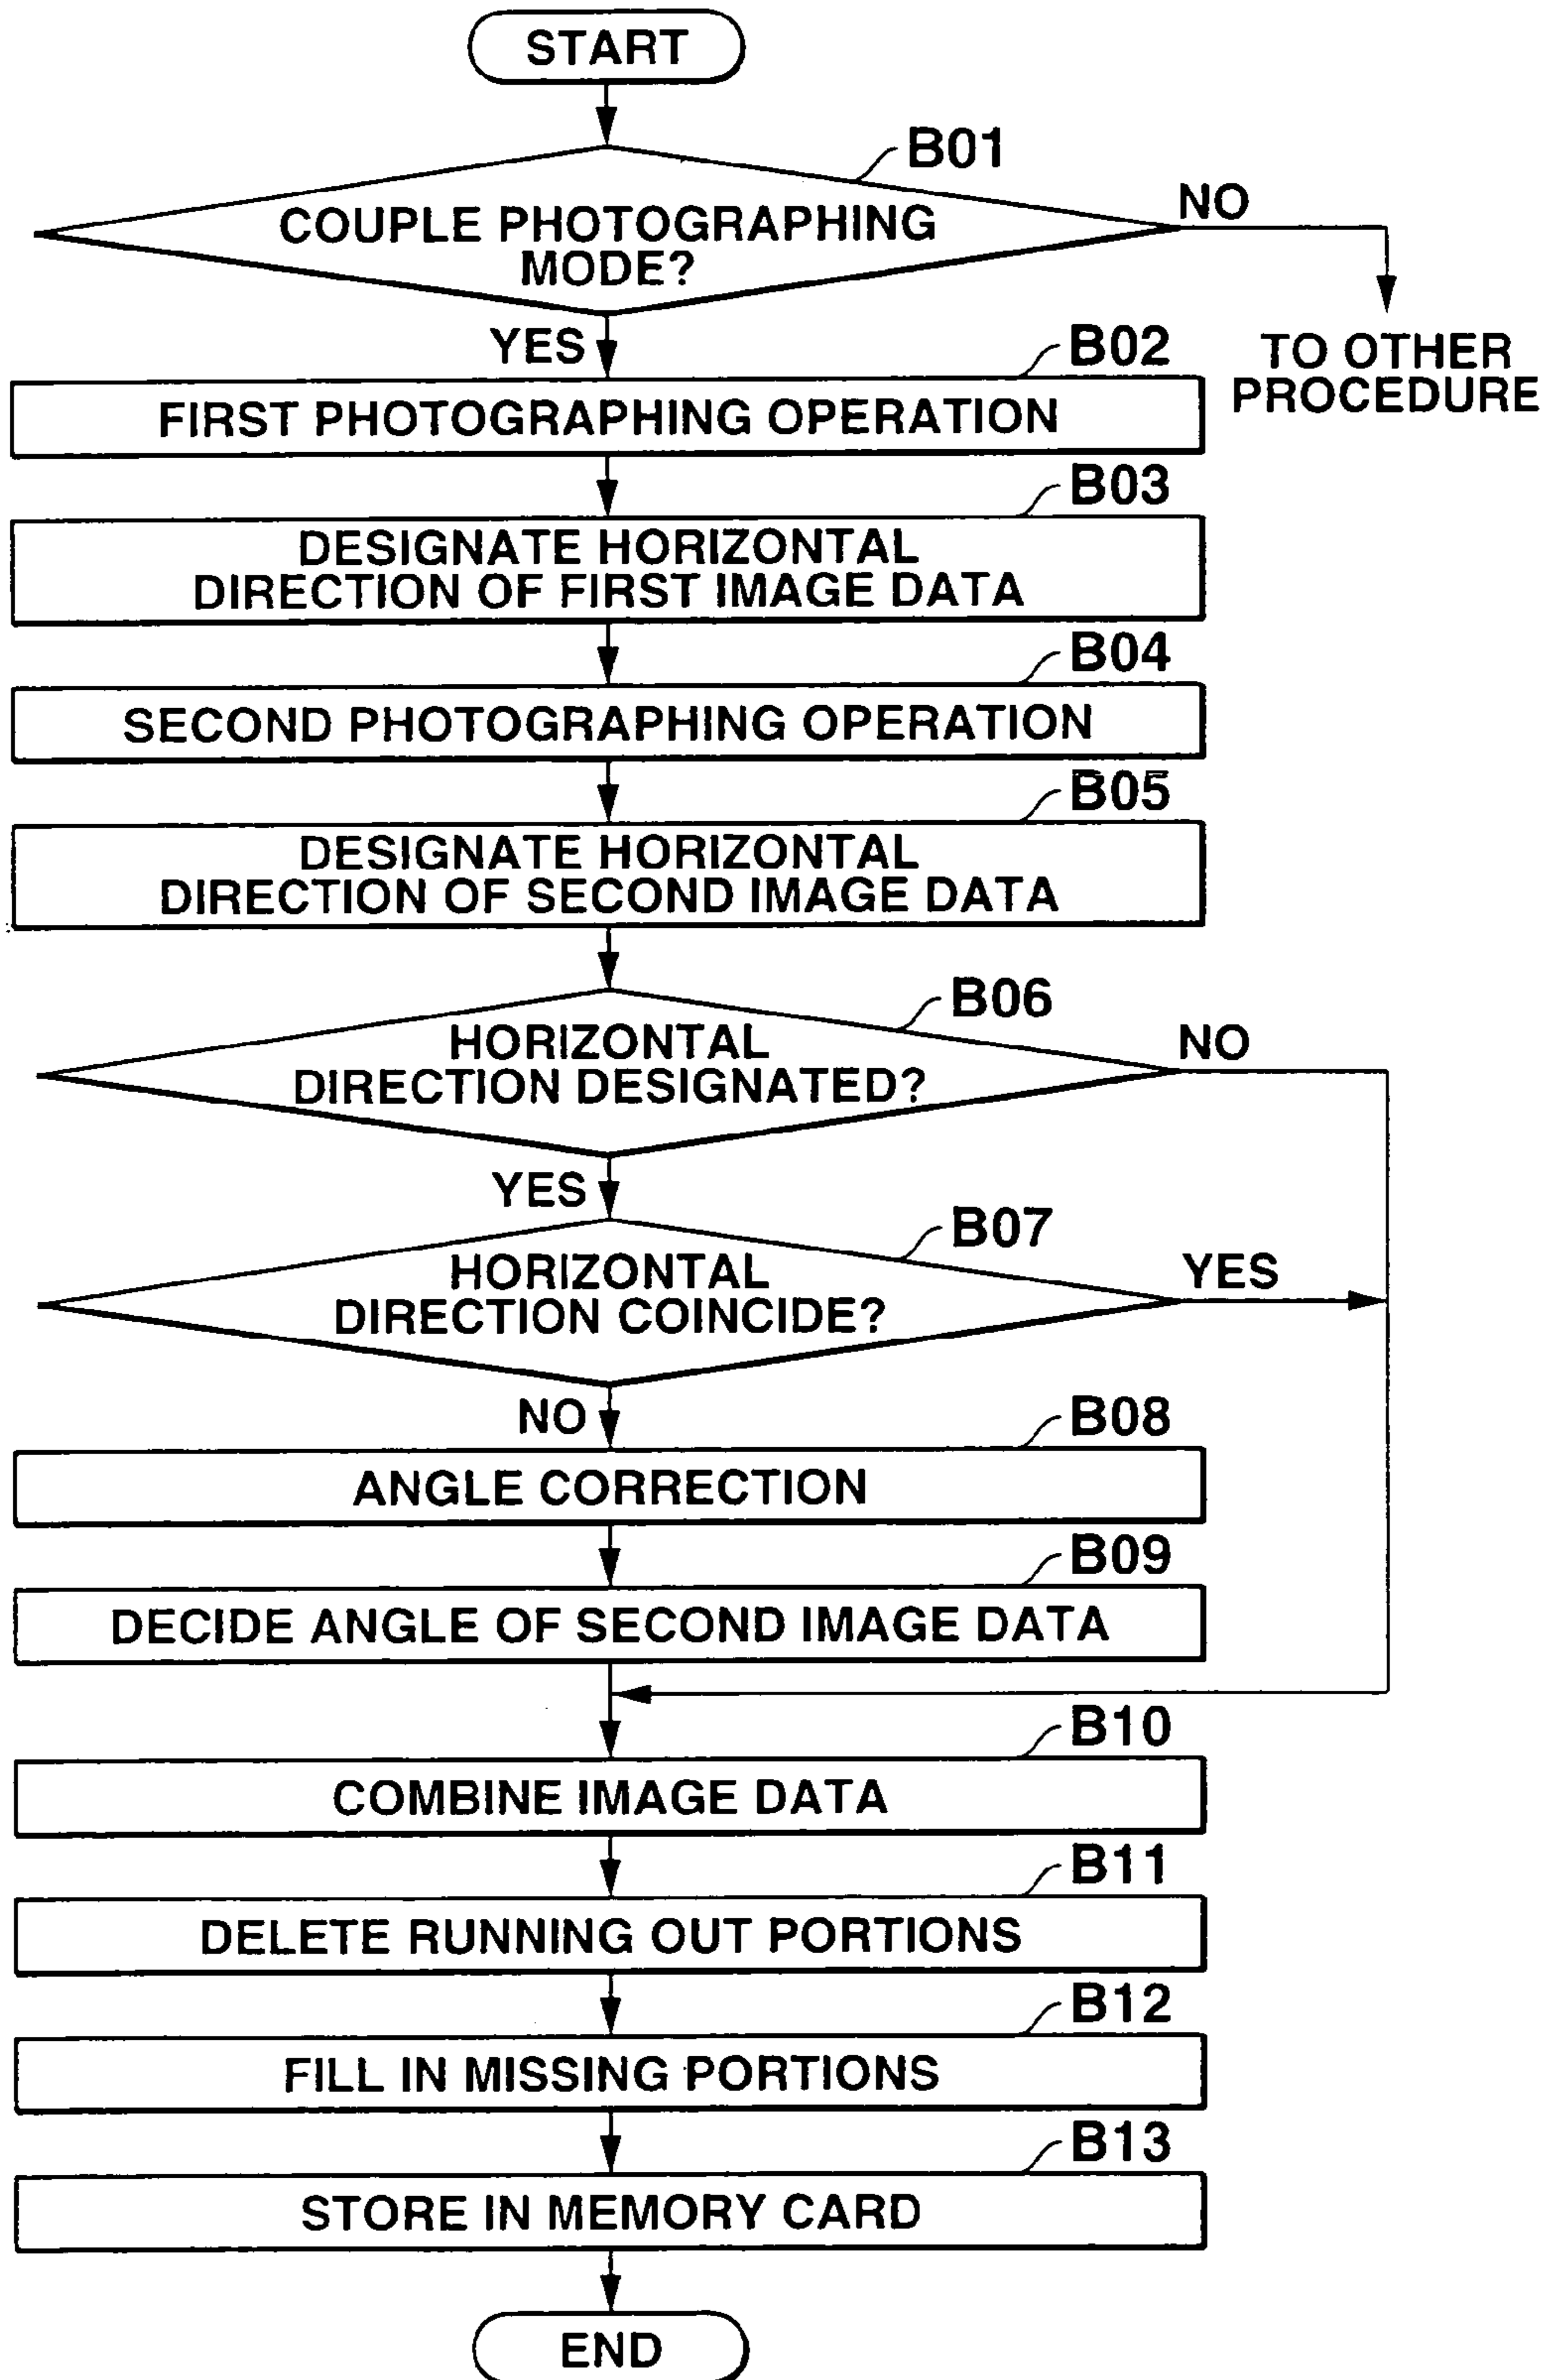 START
B01
COUPLE PHOTOGRAPHING
MODE?
NO
YES
TO OTHER
PROCEDURE
B02
FIRST PHOTOGRAPHING OPERATION
B03
DESIGNATE HORIZONTAL
DIRECTION OF FIRST IMAGE DATA
B04
SECOND PHOTOGRAPHING OPERATION
B05
DESIGNATE HORIZONTAL
DIRECTION OF SECOND IMAGE DATA
B06
HORIZONTAL
DIRECTION DESIGNATED?
NO
YES
B07
HORIZONTAL
DIRECTION COINCIDE?
YES
NO
B08
ANGLE CORRECTION
B09
DECIDE ANGLE OF SECOND IMAGE DATA
B10
COMBINE IMAGE DATA
B11
DELETE RUNNING OUT PORTIONS
B12
FILL IN MISSING PORTIONS
B13
STORE IN MEMORY CARD
END